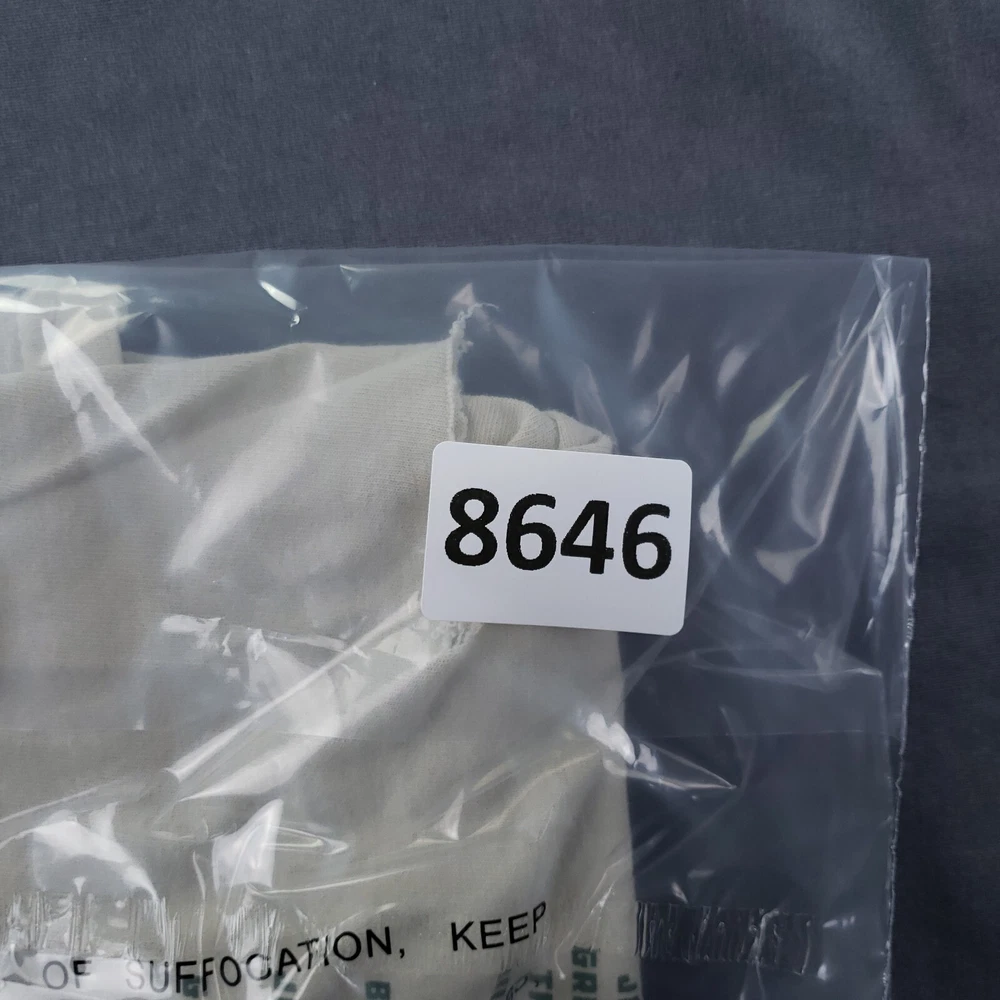 8646
OF SUFFOCATION, KEEP